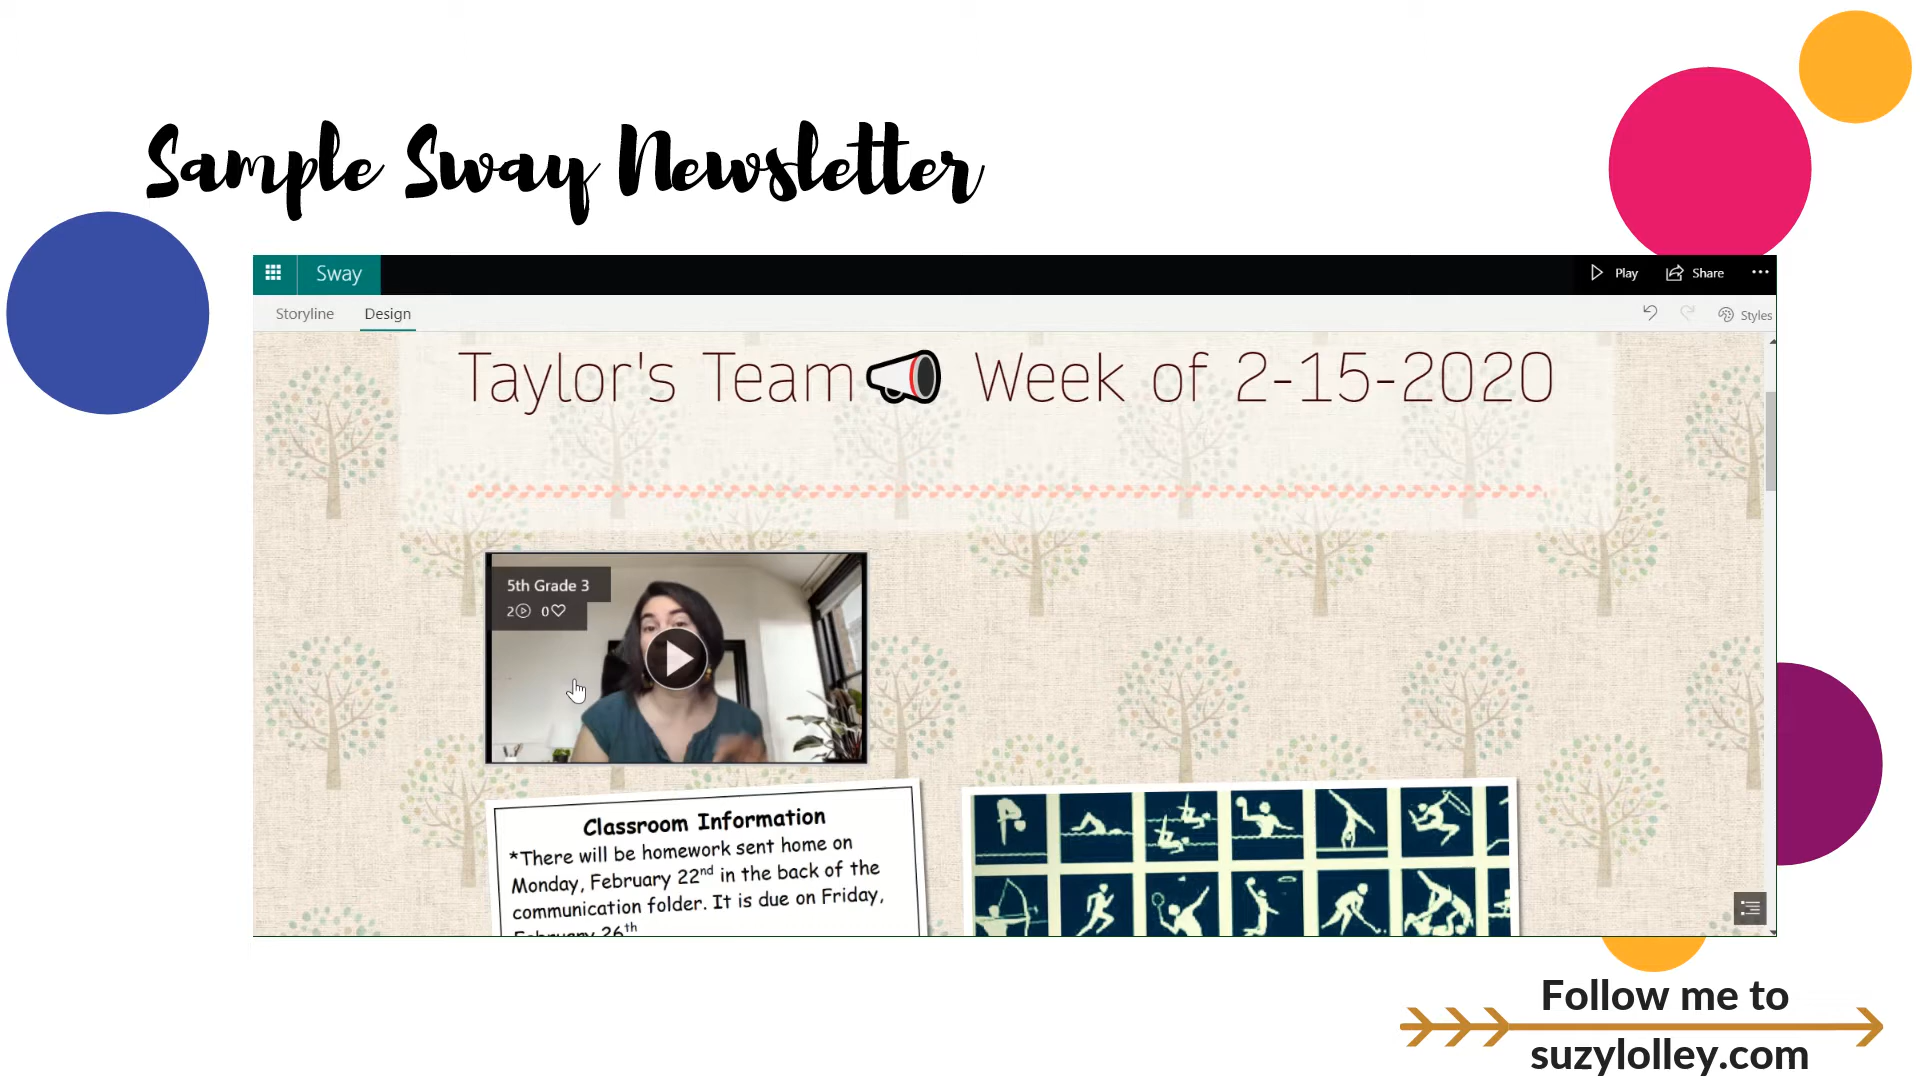 Sample Sway Newsletter
Sway
Play
Share
Storyline
Design
Styles
Taylor's Team Week of 2-15-2020
5th Grade 3
2 0
Classroom Information
*There will be homework sent home on
Monday, February 22nd in the back of the
communication folder. It is due on Friday,
February 26th
Follow me to
suzylolley.com